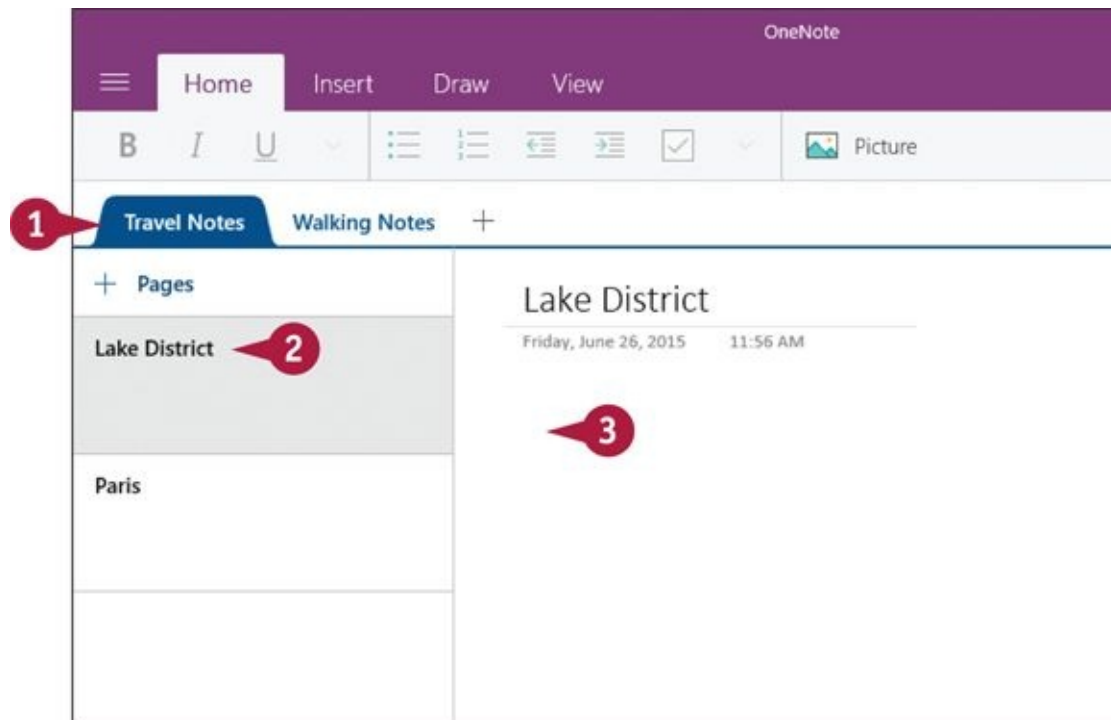 OneNote
Home Insert Draw View
B I U Picture
1 Travel Notes Walking Notes +
+ Pages
Lake District
Friday, June 26, 2015 11:56 AM
Lake District 2
3
Paris